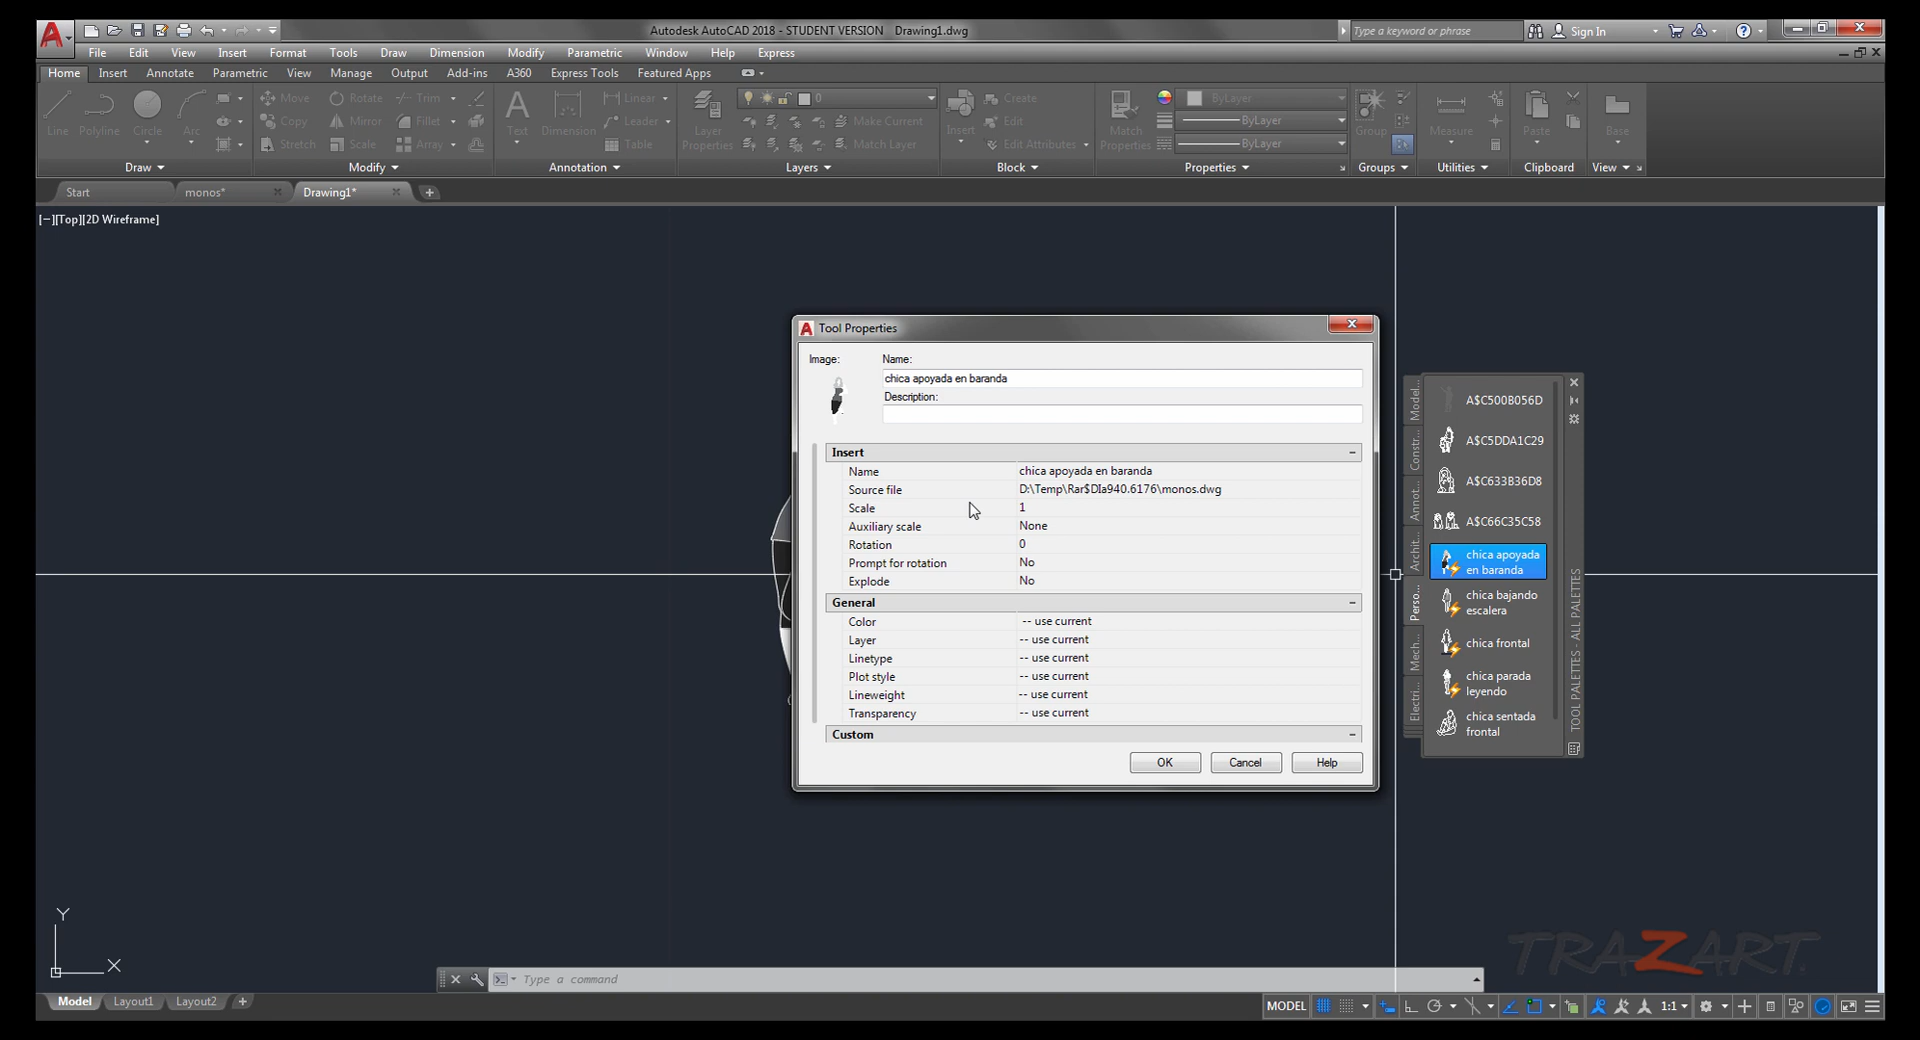 Autodesk AutoCAD 2018 - STUDENT VERSION Drawing1.dwg
Type a keyword or phrase
Sign In
File Edit View Insert Format Tools Draw Dimension Modify Parametric Window Help Express
Home Insert Annotate Parametric View Manage Output Add-ins A360 Express Tools Featured Apps
Line Polyline Circle Arc
Move Rotate Trim
Copy Mirror Fillet
Stretch Scale Array
Text Dimension
Linear
Leader
Table
Layer Properties
0
Make Current
Match Layer
Insert
Create
Edit
Edit Attributes
Match Properties
ByLayer
ByLayer
ByLayer
Group
Measure
Paste
Base
Draw Modify Annotation Layers Block Properties Groups Utilities Clipboard View
Start monos* Drawing1*
[−][Top][2D Wireframe]
Tool Properties
Image:
Name:
chica apoyada en baranda
Description:
Insert
Name chica apoyada en baranda
Source file D:\Temp\Rar$DIa940.6176\monos.dwg
Scale 1
Auxiliary scale None
Rotation 0
Prompt for rotation No
Explode No
General
Color -- use current
Layer -- use current
Linetype -- use current
Plot style -- use current
Lineweight -- use current
Transparency -- use current
Custom
OK Cancel Help
Model...
Constr...
Annot...
Archit...
Perso...
Mech...
Electri...
A$C500B056D
A$C5DDA1C29
A$C633B36D8
A$C66C35C58
chica apoyada
en baranda
chica bajando
escalera
chica frontal
chica parada
leyendo
chica sentada
frontal
TOOL PALETTES - ALL PALETTES
Y
X
TRAZART.
Type a command
Model Layout1 Layout2
MODEL
1:1